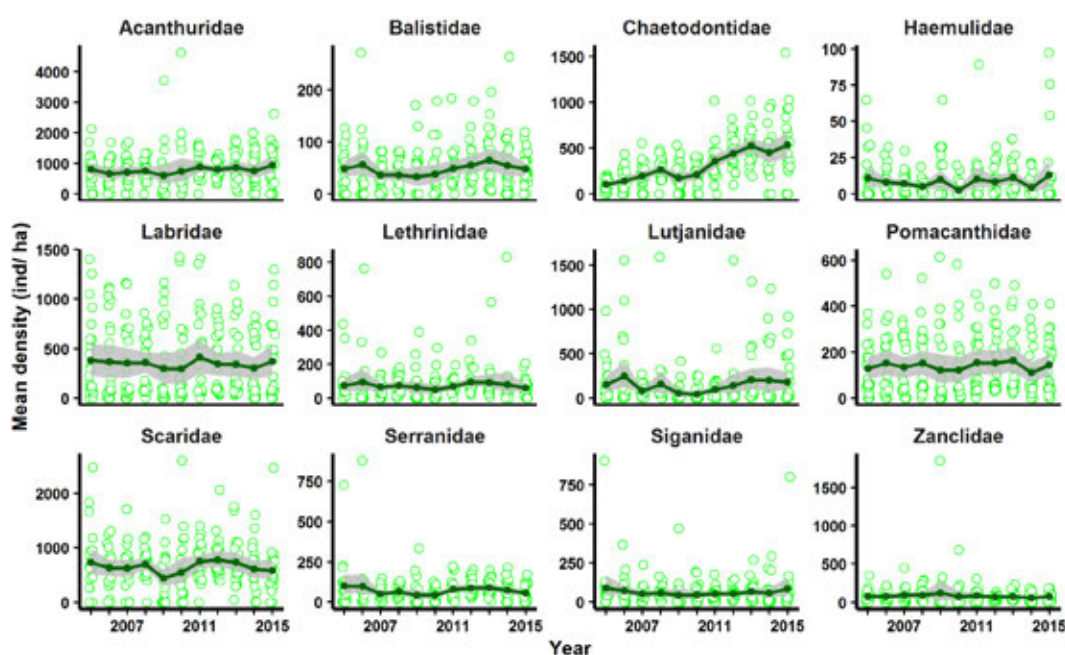 Acanthuridae Balistidae Chaetodontidae Haemulidae
4000 3000 2000 1000 0
200 100 0
1500 1000 500 0
100 75 50 25 0
Labridae Lethrinidae Lutjanidae Pomacanthidae
1500 1000 500 0
800 600 400 200 0
1500 1000 500 0
600 400 200 0
Mean density (ind/ ha)
Scaridae Serranidae Siganidae Zanclidae
2000 1000 0
750 500 250 0
750 500 250 0
1500 1000 500 0
2007 2011 2015 2007 2011 2015 2007 2011 2015 2007 2011 2015
Year